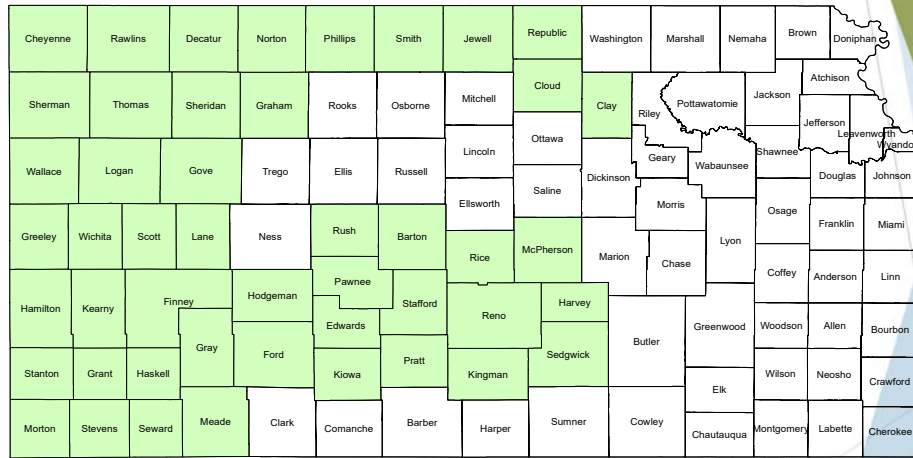 Cheyenne
Rawlins
Decatur
Norton
Phillips
Smith
Jewell
Republic
Washington
Marshall
Nemaha
Brown
Doniphan
Sherman
Thomas
Sheridan
Graham
Rooks
Osborne
Mitchell
Cloud
Clay
Riley
Pottawatomie
Jackson
Atchison
Jefferson
Leavenworth
Wyando
Wallace
Logan
Gove
Trego
Ellis
Russell
Lincoln
Ottawa
Saline
Dickinson
Geary
Wabaunsee
Shawnee
Douglas
Johnson
Ellsworth
Morris
Osage
Greeley
Wichita
Scott
Lane
Ness
Rush
Barton
Rice
McPherson
Marion
Chase
Lyon
Franklin
Miami
Hamilton
Kearny
Finney
Hodgeman
Pawnee
Stafford
Reno
Harvey
Coffey
Anderson
Linn
Gray
Ford
Edwards
Pratt
Kiowa
Kingman
Sedgwick
Butler
Greenwood
Woodson
Allen
Bourbon
Stanton
Grant
Haskell
Elk
Wilson
Neosho
Crawford
Morton
Stevens
Seward
Meade
Clark
Comanche
Barber
Harper
Sumner
Cowley
Chautauqua
Montgomery
Labette
Cherokee